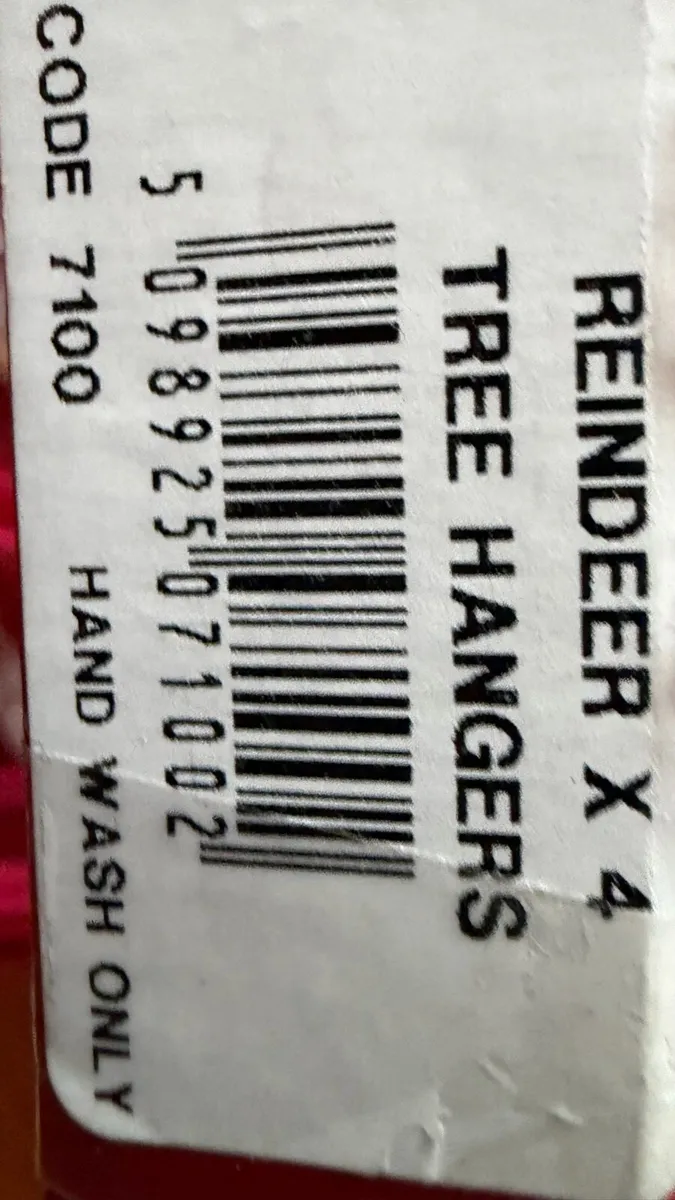 REINDEER X 4
TREE HANGERS
5 098925 071002
CODE 7100 HAND WASH ONLY